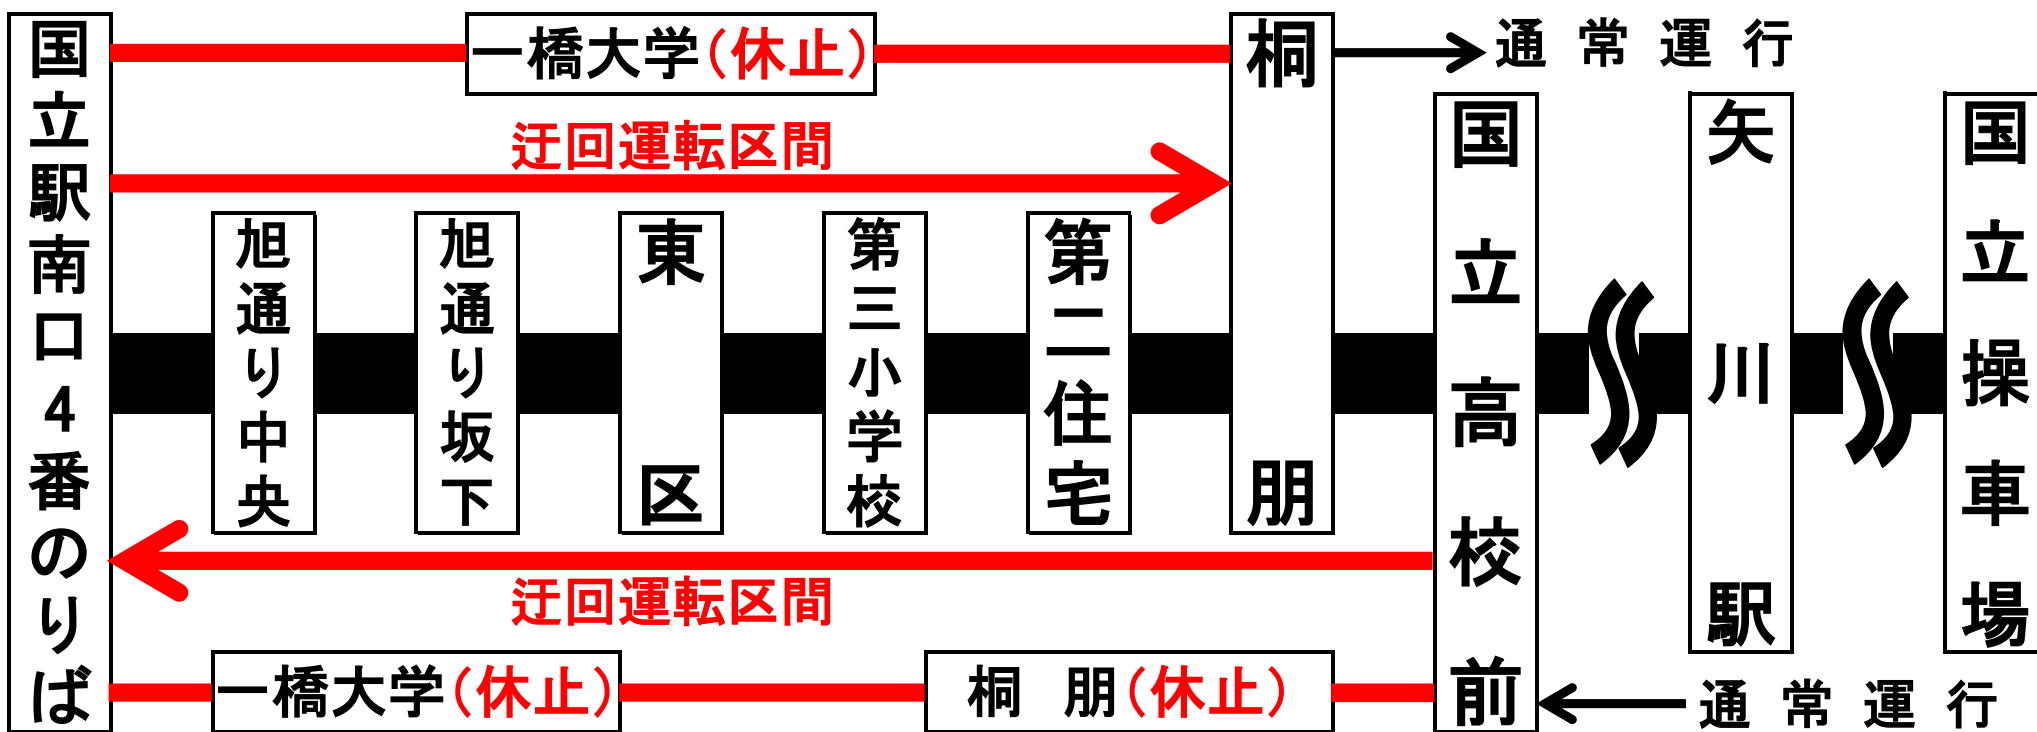 国立駅南口4番のりば
一橋大学(休止)
桐朋
通常運行
迂回運転区間
旭通り中央
旭通り坂下
東区
第三小学校
第二住宅
国立高校前
矢川駅
国立操車場
迂回運転区間
一橋大学(休止)
桐 朋(休止)
通常運行